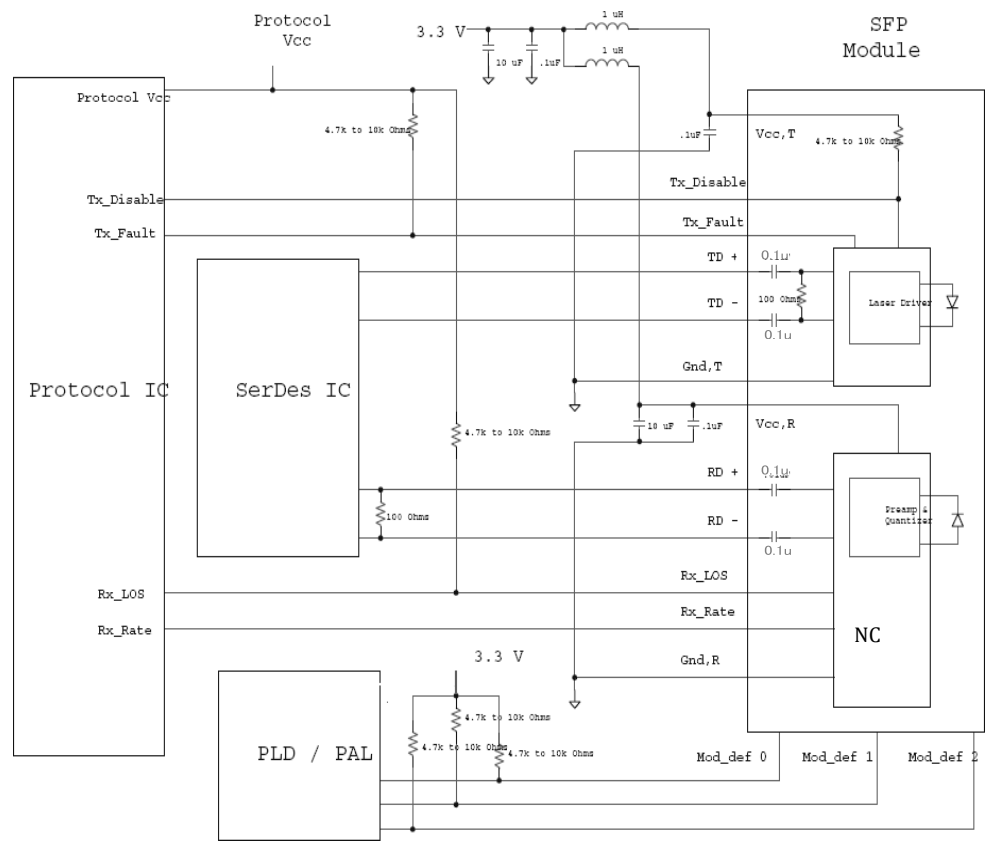 Protocol
Vcc
3.3 V
1 uH
1 uH
SFP
Module
10 uF
.1uF
Protocol Vcc
4.7k to 10k Ohms
.1uF
Vcc,T
4.7k to 10k Ohms
Tx_Disable
Tx_Disable
Tx_Fault
Tx_Fault
TD +
0.1u
100 Ohms
Laser Driver
TD -
0.1u
Protocol IC
SerDes IC
Gnd,T
4.7k to 10k Ohms
10 uF
.1uF
Vcc,R
RD +
0.1u
100 Ohms
Preamp &
Quantizer
RD -
0.1u
Rx_LOS
Rx_LOS
Rx_Rate
Rx_Rate
NC
3.3 V
Gnd,R
4.7k to 10k Ohms
4.7k to 10k Ohms
4.7k to 10k Ohms
PLD / PAL
Mod_def 0
Mod_def 1
Mod_def 2